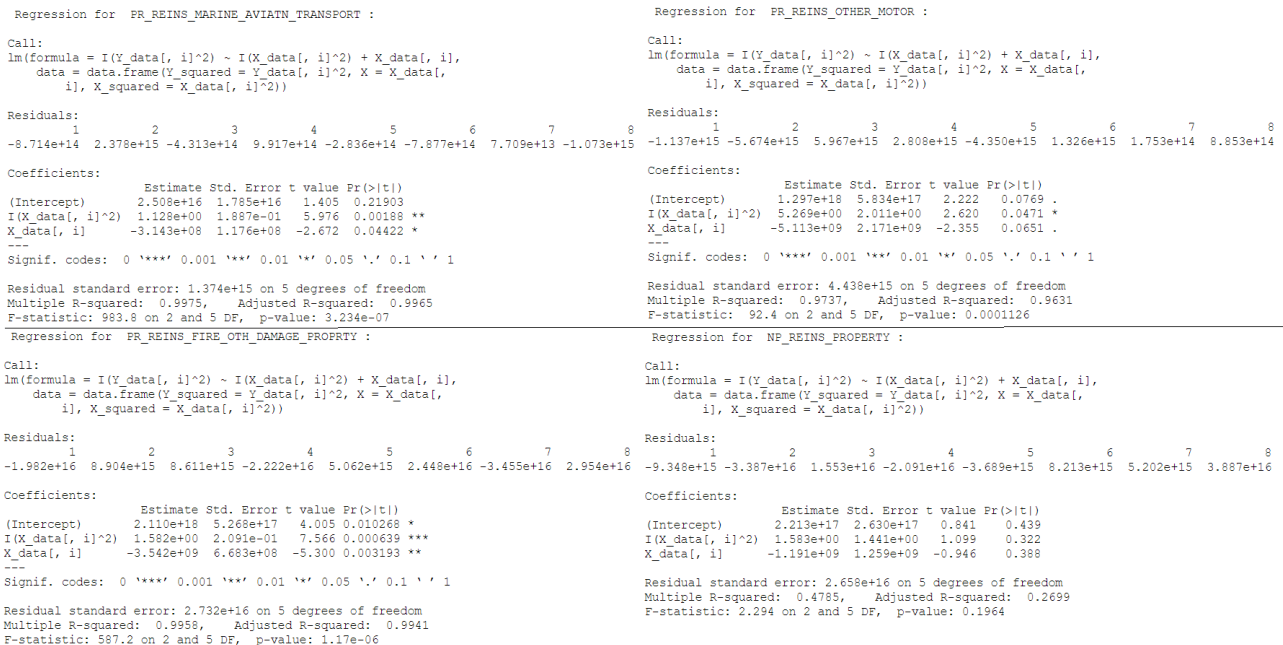 Regression for  PR_REINS_MARINE_AVIATN_TRANSPORT :
Call:
lm(formula = I(Y_data[, i]^2) ~ I(X_data[, i]^2) + X_data[, i],
    data = data.frame(Y_squared = Y_data[, i]^2, X = X_data[,
        i], X_squared = X_data[, i]^2))
Residuals:
1 2 3 4 5 6 7 8
-8.714e+14 2.378e+15 -4.313e+14 9.917e+14 -2.836e+14 -7.877e+14 7.709e+13 -1.073e+15
Coefficients:
Estimate Std. Error t value Pr(>|t|)
(Intercept) 2.508e+16 1.785e+16 1.405 0.21903
I(X_data[, i]^2) 1.128e+00 1.887e-01 5.976 0.00188 **
X_data[, i] -3.143e+08 1.176e+08 -2.672 0.04422 *
---
Signif. codes:  0 ‘***’ 0.001 ‘**’ 0.01 ‘*’ 0.05 ‘.’ 0.1 ‘ ’ 1
Residual standard error: 1.374e+15 on 5 degrees of freedom
Multiple R-squared:  0.9975,    Adjusted R-squared:  0.9965
F-statistic: 983.8 on 2 and 5 DF,  p-value: 3.234e-07
Regression for  PR_REINS_OTHER_MOTOR :
Call:
lm(formula = I(Y_data[, i]^2) ~ I(X_data[, i]^2) + X_data[, i],
    data = data.frame(Y_squared = Y_data[, i]^2, X = X_data[,
        i], X_squared = X_data[, i]^2))
Residuals:
1 2 3 4 5 6 7 8
-1.137e+15 -5.674e+15 5.967e+15 2.808e+15 -4.350e+15 1.326e+15 1.753e+14 8.853e+14
Coefficients:
Estimate Std. Error t value Pr(>|t|)
(Intercept) 1.297e+18 5.834e+17 2.222 0.0769 .
I(X_data[, i]^2) 5.269e+00 2.011e+00 2.620 0.0471 *
X_data[, i] -5.113e+09 2.171e+09 -2.355 0.0651 .
---
Signif. codes:  0 ‘***’ 0.001 ‘**’ 0.01 ‘*’ 0.05 ‘.’ 0.1 ‘ ’ 1
Residual standard error: 4.438e+15 on 5 degrees of freedom
Multiple R-squared:  0.9737,    Adjusted R-squared:  0.9631
F-statistic:  92.4 on 2 and 5 DF,  p-value: 0.0001126
Regression for  PR_REINS_FIRE_OTH_DAMAGE_PROPRTY :
Call:
lm(formula = I(Y_data[, i]^2) ~ I(X_data[, i]^2) + X_data[, i],
    data = data.frame(Y_squared = Y_data[, i]^2, X = X_data[,
        i], X_squared = X_data[, i]^2))
Residuals:
1 2 3 4 5 6 7 8
-1.982e+16 8.904e+15 8.611e+15 -2.222e+16 5.062e+15 2.448e+16 -3.455e+16 2.954e+16
Coefficients:
Estimate Std. Error t value Pr(>|t|)
(Intercept) 2.110e+18 5.268e+17 4.005 0.010268 *
I(X_data[, i]^2) 1.582e+00 2.091e-01 7.566 0.000639 ***
X_data[, i] -3.542e+09 6.683e+08 -5.300 0.003193 **
---
Signif. codes:  0 ‘***’ 0.001 ‘**’ 0.01 ‘*’ 0.05 ‘.’ 0.1 ‘ ’ 1
Residual standard error: 2.732e+16 on 5 degrees of freedom
Multiple R-squared:  0.9958,    Adjusted R-squared:  0.9941
F-statistic: 587.2 on 2 and 5 DF,  p-value: 1.17e-06
Regression for  NP_REINS_PROPERTY :
Call:
lm(formula = I(Y_data[, i]^2) ~ I(X_data[, i]^2) + X_data[, i],
    data = data.frame(Y_squared = Y_data[, i]^2, X = X_data[,
        i], X_squared = X_data[, i]^2))
Residuals:
1 2 3 4 5 6 7 8
-9.348e+15 -3.387e+16 1.553e+16 -2.091e+16 -3.689e+15 8.213e+15 5.202e+15 3.887e+16
Coefficients:
Estimate Std. Error t value Pr(>|t|)
(Intercept) 2.213e+17 2.630e+17 0.841 0.439
I(X_data[, i]^2) 1.583e+00 1.441e+00 1.099 0.322
X_data[, i] -1.191e+09 1.259e+09 -0.946 0.388
Residual standard error: 2.658e+16 on 5 degrees of freedom
Multiple R-squared:  0.4785,    Adjusted R-squared:  0.2699
F-statistic: 2.294 on 2 and 5 DF,  p-value: 0.1964